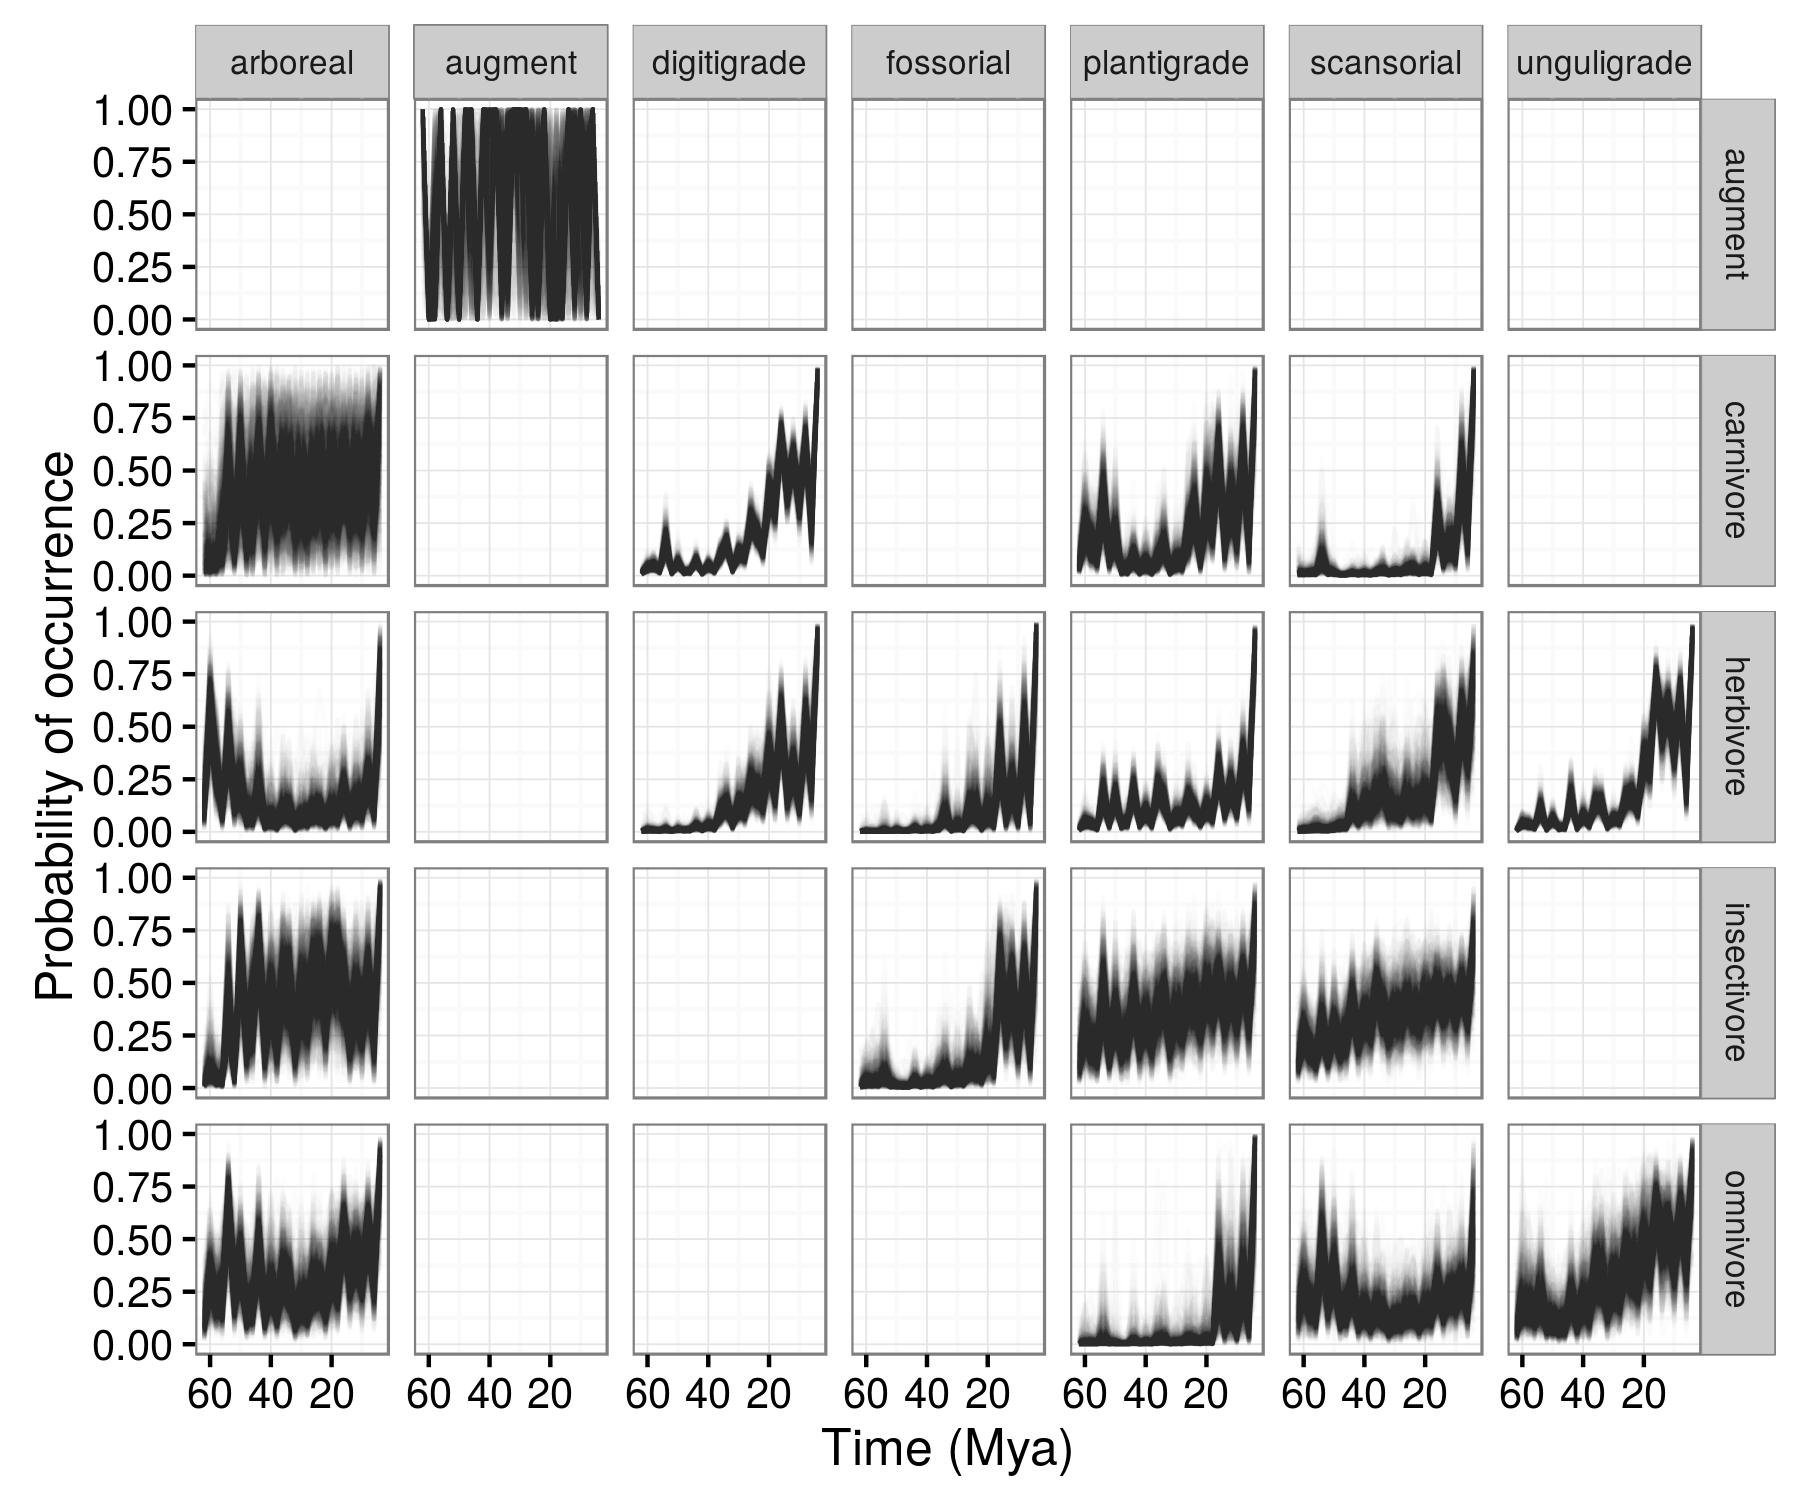 arboreal augment digitigrade fossorial plantigrade scansorial unguligrade
1.00
0.75
0.50
0.25
0.00
augment
1.00
0.75
0.50
0.25
0.00
carnivore
1.00
0.75
0.50
0.25
0.00
herbivore
1.00
0.75
0.50
0.25
0.00
insectivore
1.00
0.75
0.50
0.25
0.00
omnivore
Probability of occurrence
60 40 20 60 40 20 60 40 20 60 40 20 60 40 20 60 40 20 60 40 20
Time (Mya)